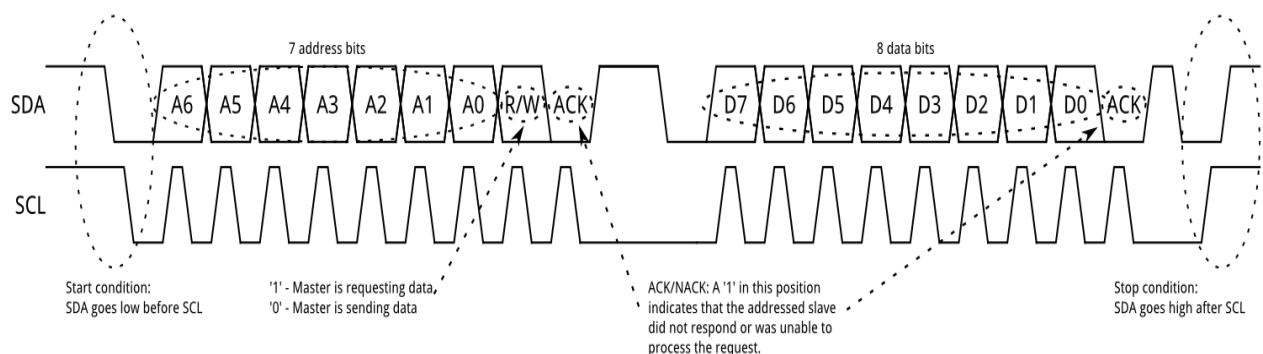 7 address bits
8 data bits
SDA
A6 A5 A4 A3 A2 A1 A0 R/W ACK
D7 D6 D5 D4 D3 D2 D1 D0 ACK
SCL
Start condition:
SDA goes low before SCL
'1' - Master is requesting data
'0' - Master is sending data
ACK/NACK: A '1' in this position
indicates that the addressed slave
did not respond or was unable to
process the request.
Stop condition:
SDA goes high after SCL